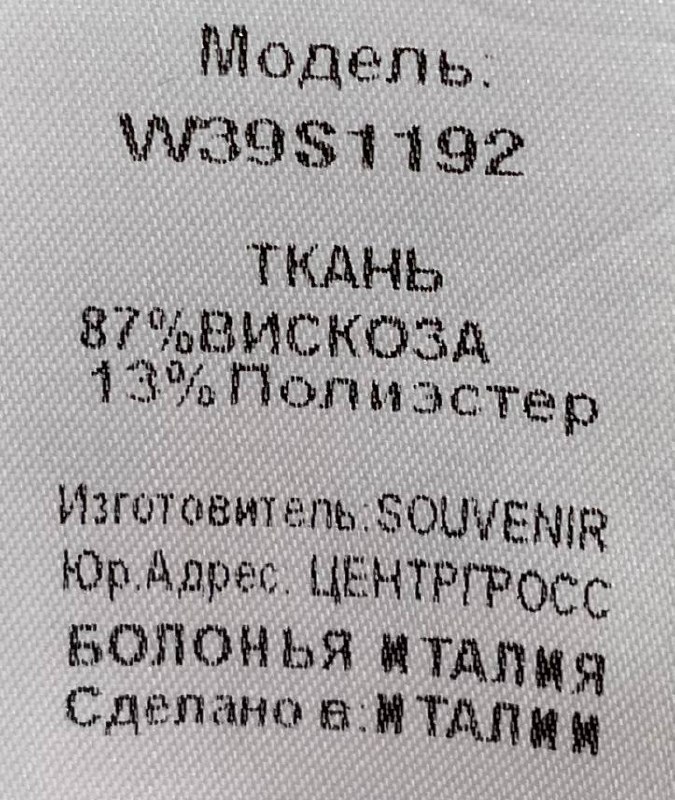 Модель:
W39S1192
ТКАНЬ
87%ВИСКОЗА
13%Полиэстер
Изготовитель:SOUVENIR
Юр.Адрес: ЦЕНТРГРОСС
БОЛОНЬЯ ИТАЛИЯ
Сделано в:ИТАЛИИ